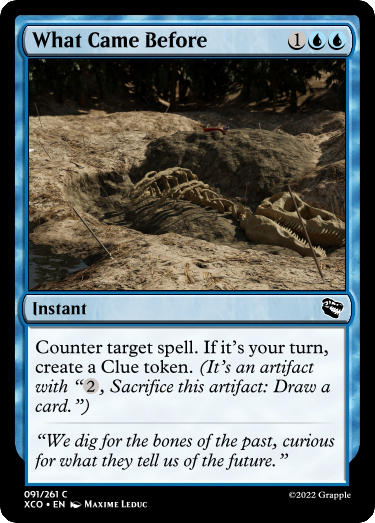 What Came Before 1
Instant
Counter target spell. If it's your turn,
create a Clue token. (It's an artifact
with “2, Sacrifice this artifact: Draw a
card.”)
“We dig for the bones of the past, curious
for what they tell us of the future.”
091/261 C
XCO • EN Maxime Leduc
©2022 Grapple